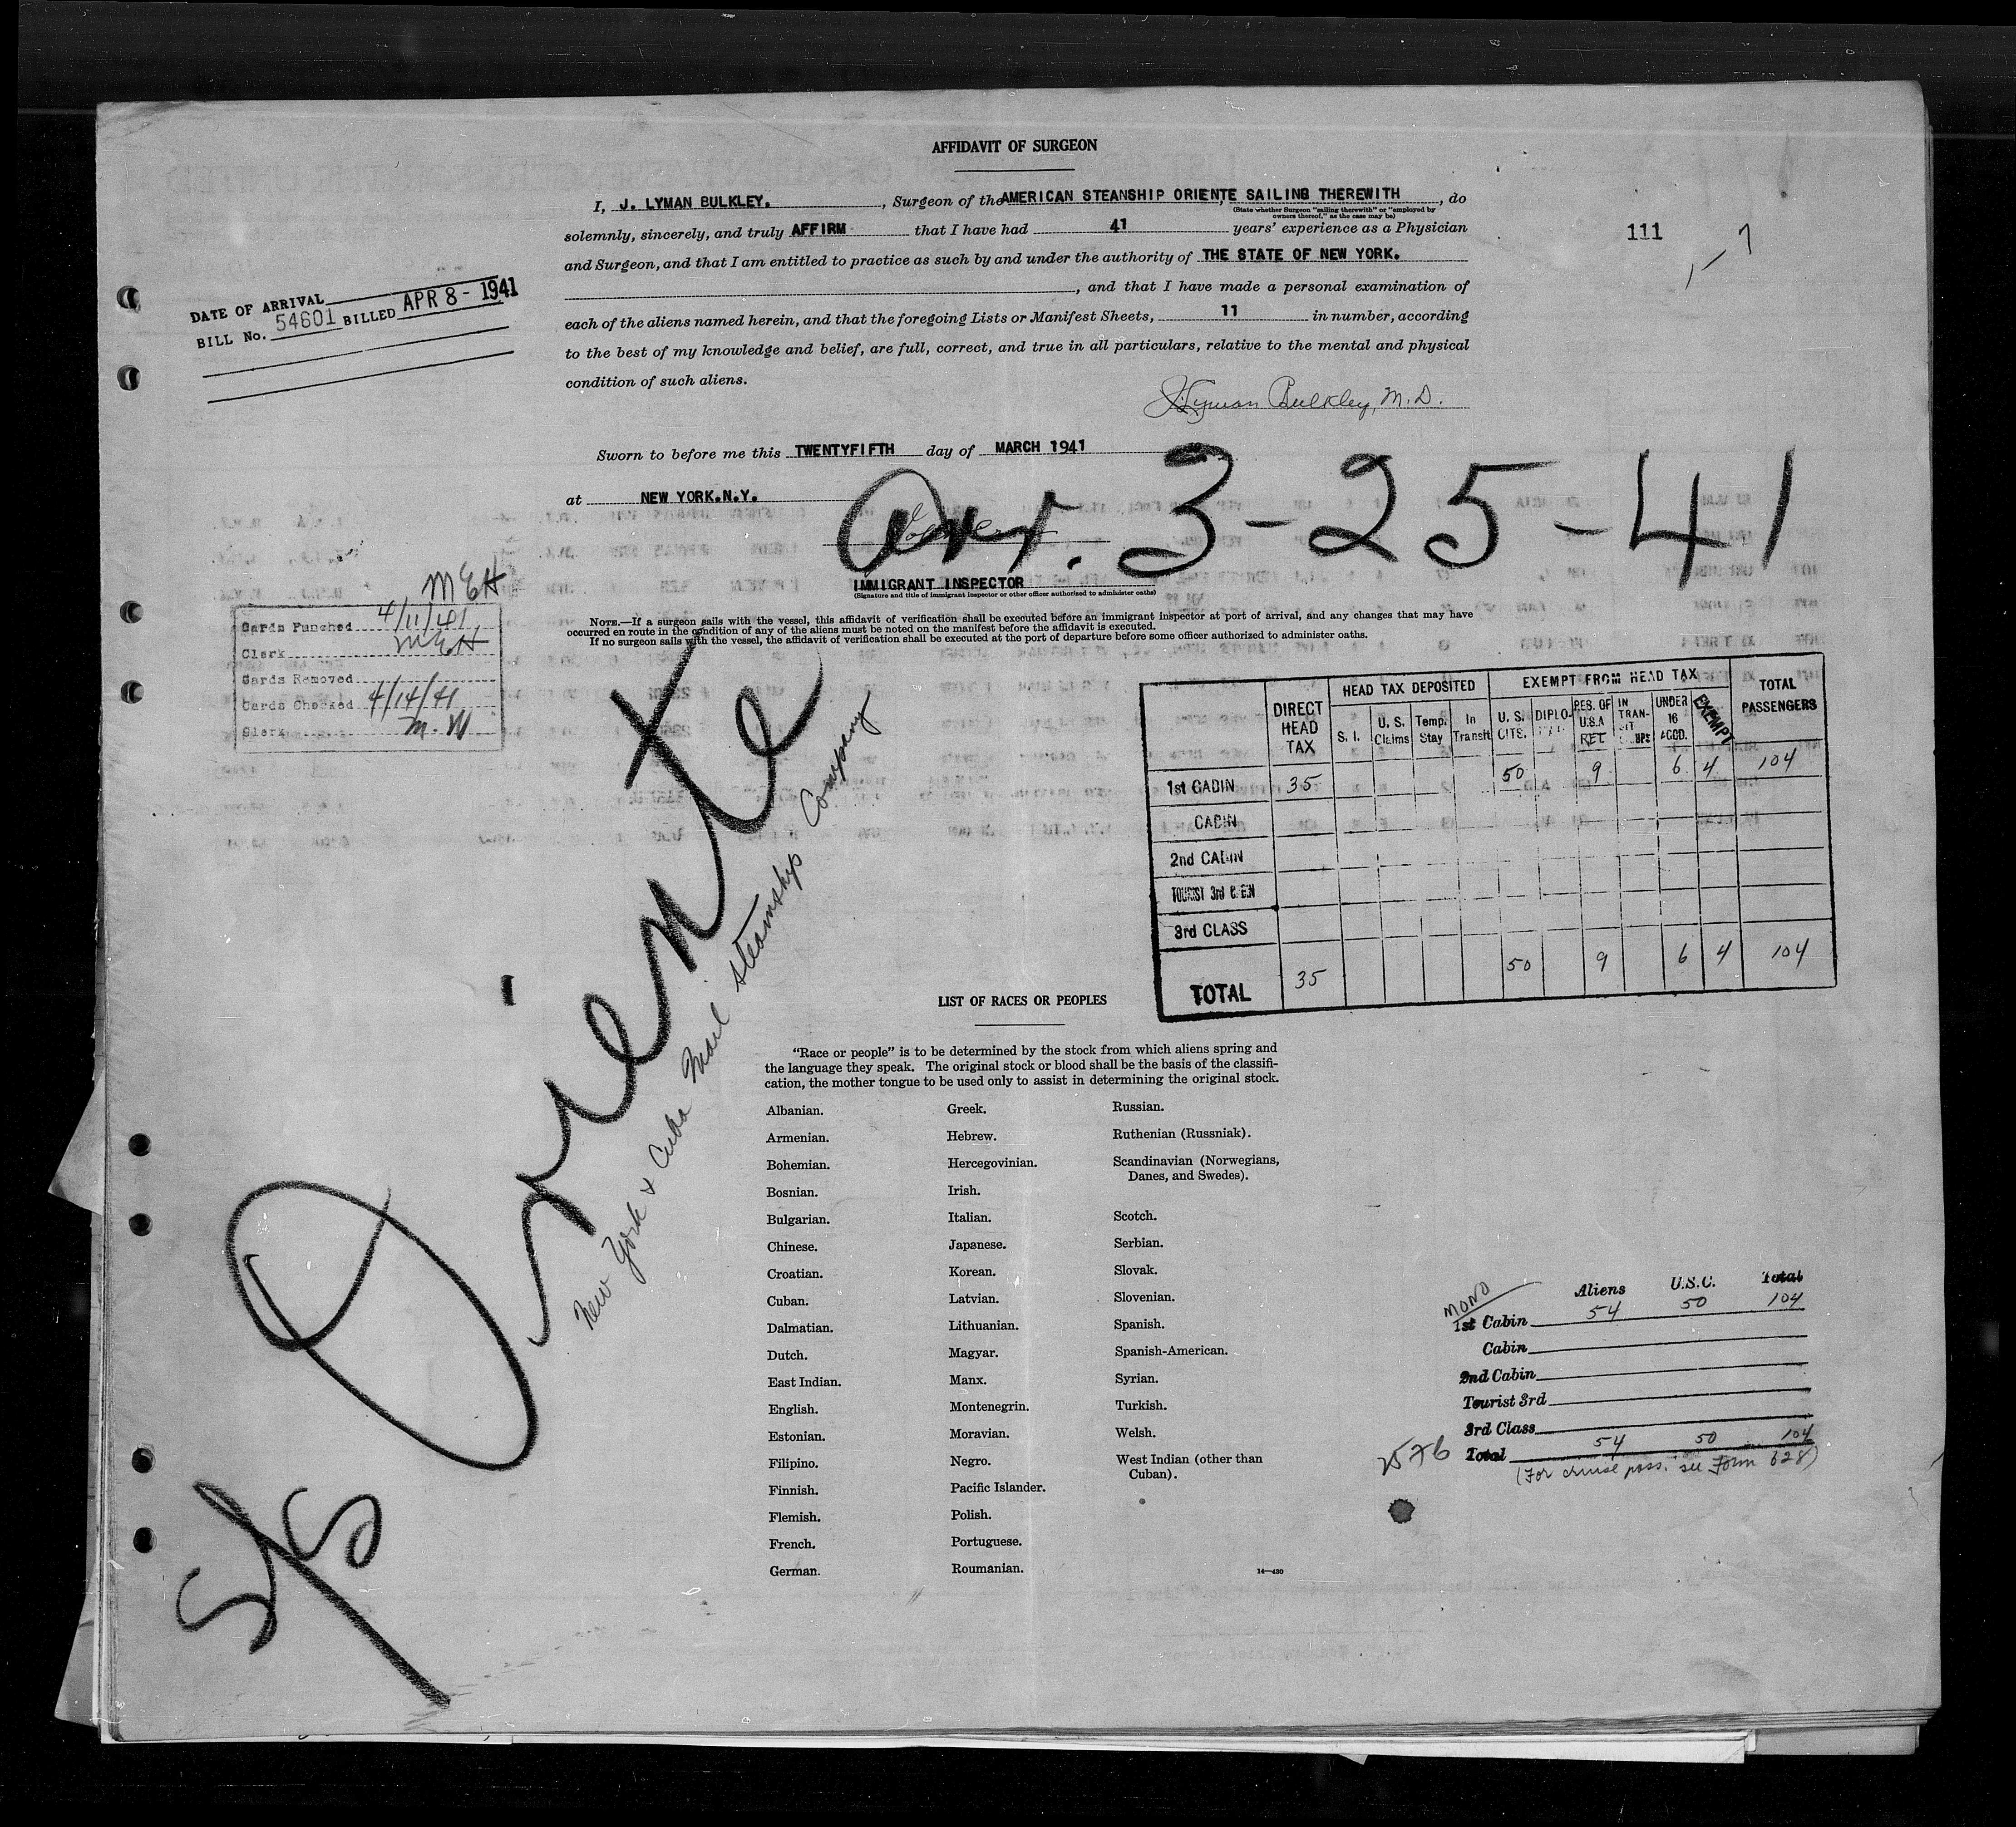 AFFIDAVIT OF SURGEON
I, J. LYMAN BULKLEY. , Surgeon of the AMERICAN STEANSHIP ORIENTE SAILING THEREWITH , do
(State whether Surgeon "sailing therewith" or "employed by
owners thereof," as the case may be)
solemnly, sincerely, and truly AFFIRM that I have had 41 years' experience as a Physician
and Surgeon, and that I am entitled to practice as such by and under the authority of THE STATE OF NEW YORK.
, and that I have made a personal examination of
each of the aliens named herein, and that the foregoing Lists or Manifest Sheets, 11 in number, according
to the best of my knowledge and belief, are full, correct, and true in all particulars, relative to the mental and physical
condition of such aliens.
J. Lyman Bulkley, M.D.
111
DATE OF ARRIVAL
BILL No. 54601 BILLED APR 8 - 1941
Sworn to before me this TWENTYFIFTH day of MARCH 1941
at NEW YORK.N.Y.
Arr. 3-25-41
IMMIGRANT INSPECTOR
(Signature and title of immigrant inspector or other officer authorized to administer oaths)
NOTE.—If a surgeon sails with the vessel, this affidavit of verification shall be executed before an immigrant inspector at port of arrival, and any changes that may have
occurred en route in the condition of any of the aliens must be noted on the manifest before the affidavit is executed.
If no surgeon sails with the vessel, the affidavit of verification shall be executed at the port of departure before some officer authorized to administer oaths.
MEH
Cards Punched 4/11/41
Clerk MEH
Cards Removed
Cards Checked 4/14/41
Clerk M.W
DIRECT HEAD TAX
HEAD TAX DEPOSITED
S. I. U. S. Claims Temp. Stay In Transit
EXEMPT FROM HEAD TAX
U. S. CITS. DIPLO- RES. OF U.S.A RET. IN TRAN- SIT UNDER 16 ACCD. EXEMPT
TOTAL PASSENGERS
1st CABIN 35 50 9 6 4 104
CABIN
2nd CABIN
TOURIST 3rd CABIN
3rd CLASS
TOTAL 35 50 9 6 4 104
S/S Oriente
New York & Cuba Mail Steamship Company
LIST OF RACES OR PEOPLES
"Race or people" is to be determined by the stock from which aliens spring and
the language they speak. The original stock or blood shall be the basis of the classifi-
cation, the mother tongue to be used only to assist in determining the original stock.
Albanian.
Armenian.
Bohemian.
Bosnian.
Bulgarian.
Chinese.
Croatian.
Cuban.
Dalmatian.
Dutch.
East Indian.
English.
Estonian.
Filipino.
Finnish.
Flemish.
French.
German.
Greek.
Hebrew.
Hercegovinian.
Irish.
Italian.
Japanese.
Korean.
Latvian.
Lithuanian.
Magyar.
Manx.
Montenegrin.
Moravian.
Negro.
Pacific Islander.
Polish.
Portuguese.
Roumanian.
Russian.
Ruthenian (Russniak).
Scandinavian (Norwegians,
Danes, and Swedes).
Scotch.
Serbian.
Slovak.
Slovenian.
Spanish.
Spanish-American.
Syrian.
Turkish.
Welsh.
West Indian (other than
Cuban).
14—430
MONO
Aliens U.S.C. Total
1st Cabin 54 50 104
Cabin
2nd Cabin
Tourist 3rd
3rd Class
Total 54 50 104
(For cruise pass. see Form 628)
2576